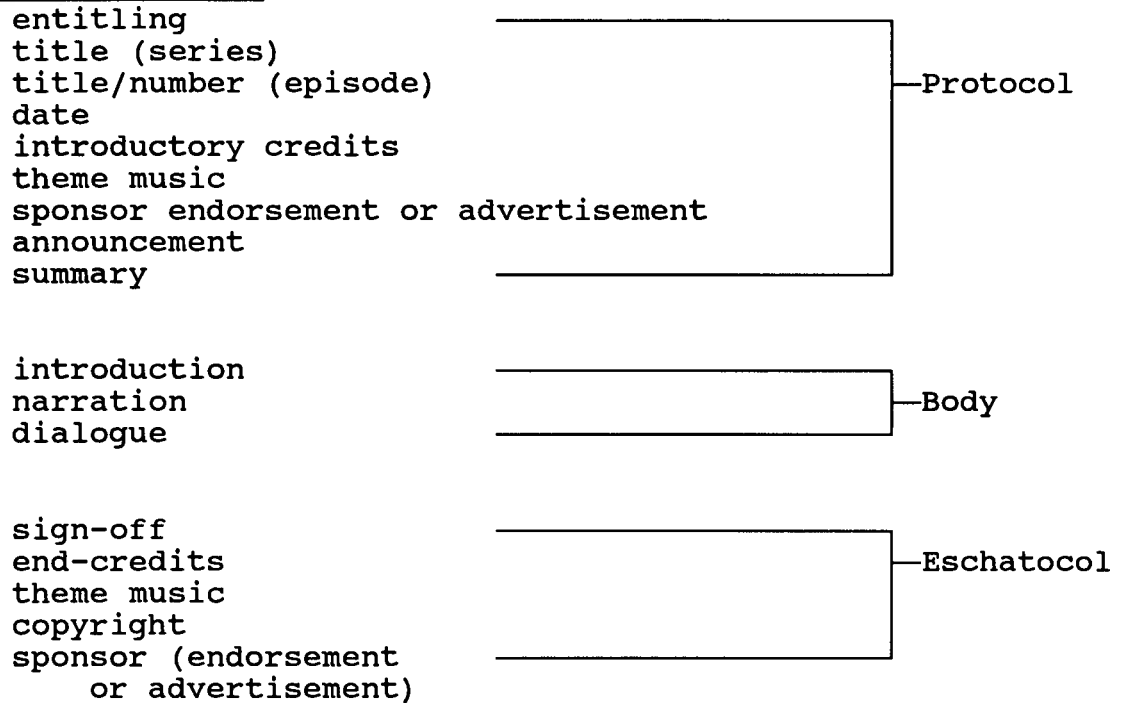 entitling
title (series)
title/number (episode)
Protocol
date
introductory credits
theme music
sponsor endorsement or advertisement
announcement
summary
introduction
narration
Body
dialogue
sign-off
end-credits
Eschatocol
theme music
copyright
sponsor (endorsement
or advertisement)